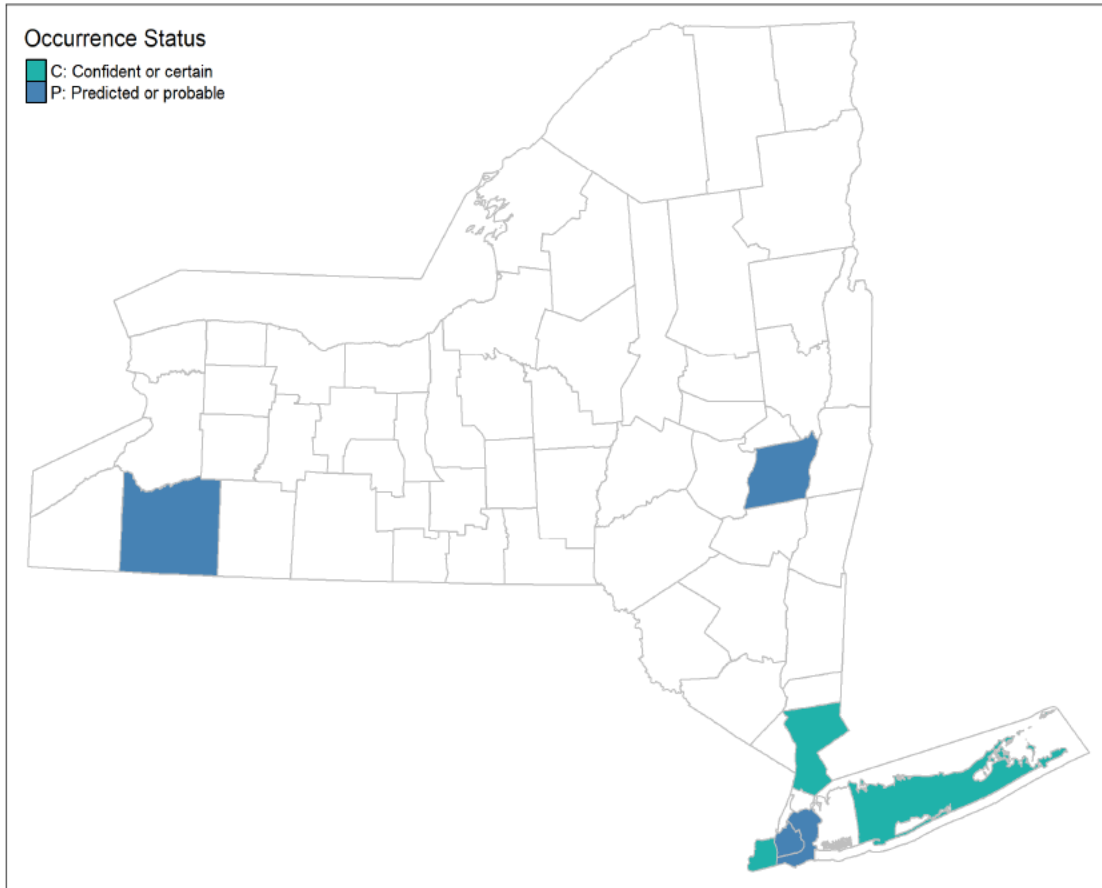 Occurrence Status
C: Confident or certain
P: Predicted or probable